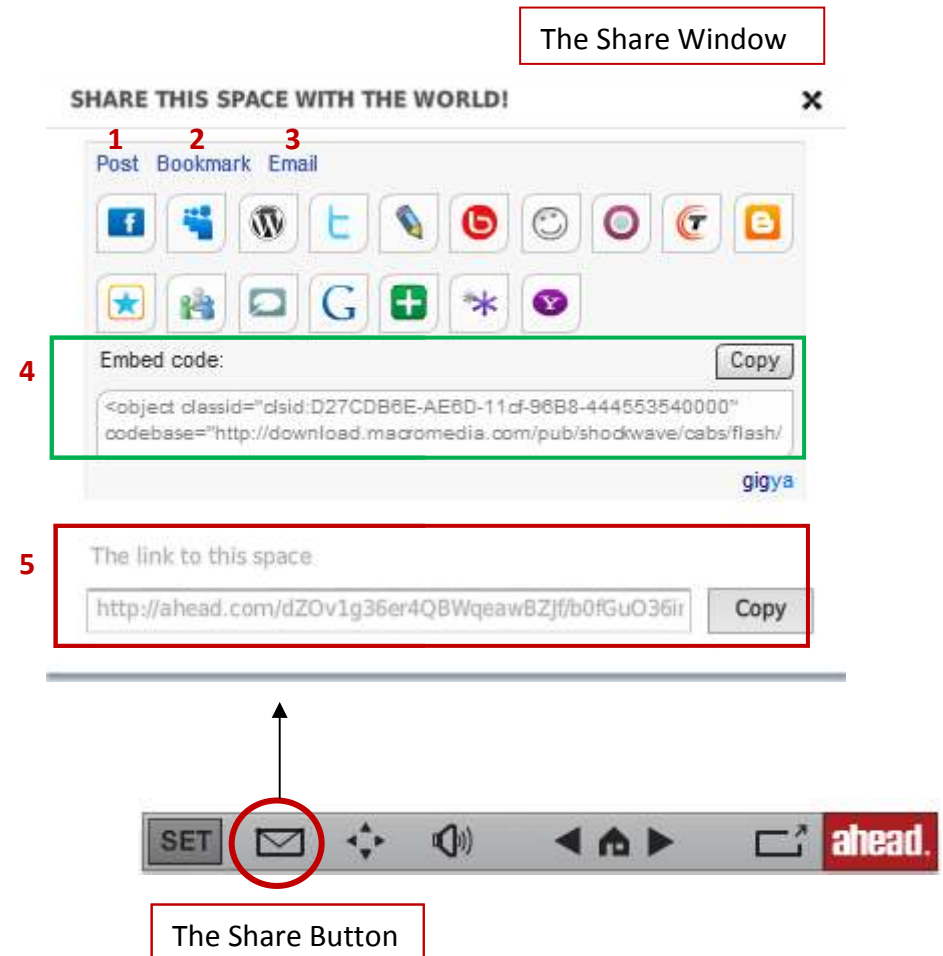 The Share Window
SHARE THIS SPACE WITH THE WORLD!
1 2 3
Post Bookmark Email
4
Embed code: Copy
<object classid="clsid:D27CDB6E-AE6D-11cf-96B8-444553540000"
codebase="http://download.macromedia.com/pub/shockwave/cabs/flash/
gigya
5
The link to this space
http://ahead.com/dZOv1g36er4QBWqeawBZJf/b0fGuO36ir Copy
SET ahead.
The Share Button